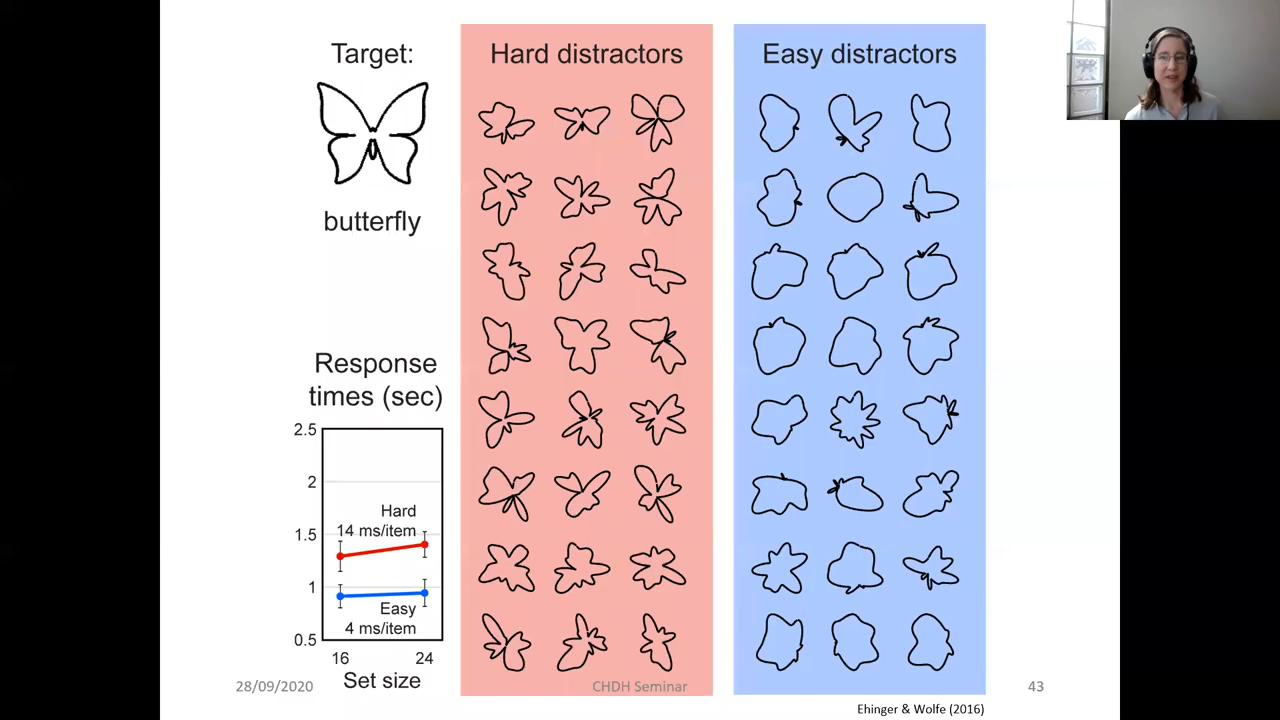 Target:
butterfly
Hard distractors
Easy distractors
Response
times (sec)
2.5
2
1.5
1
0.5
Hard
14 ms/item
Easy
4 ms/item
16
24
Set size
28/09/2020
CHDH Seminar
43
Ehinger & Wolfe (2016)